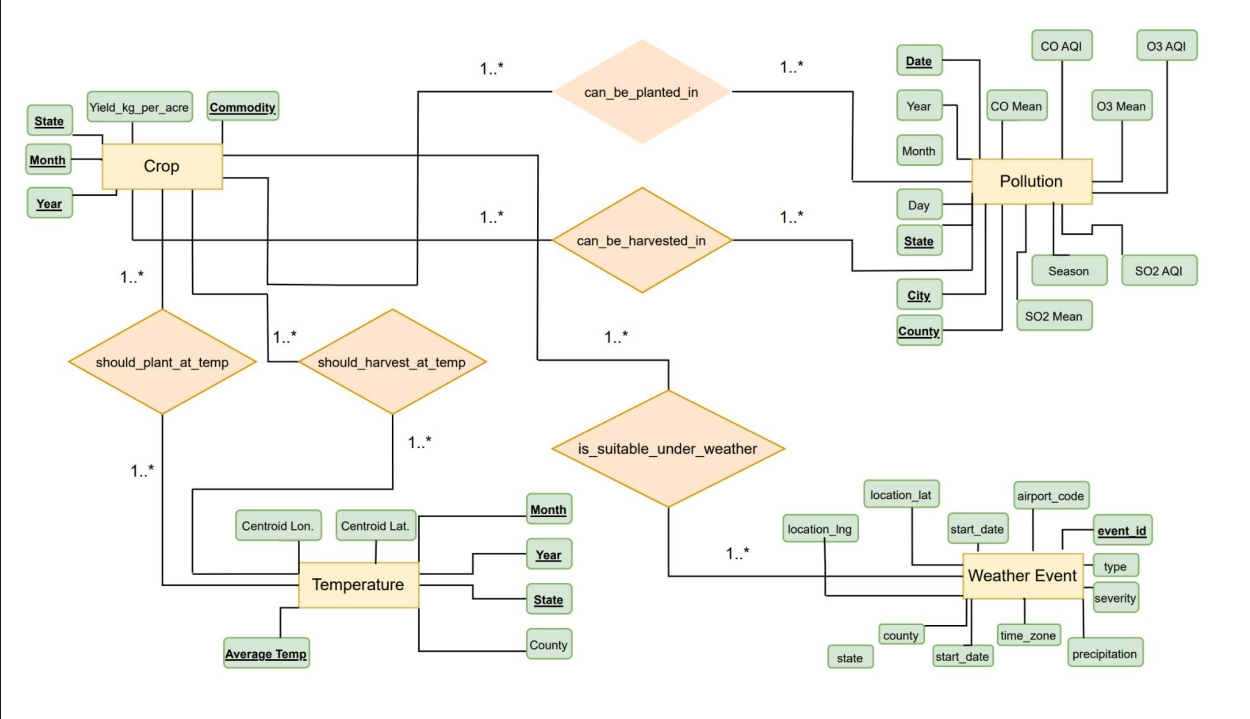 CO AQI
O3 AQI
1..*
1..*
Date
can_be_planted_in
Yield_kg_per_acre
Commodity
Year
CO Mean
O3 Mean
State
Month
Month
Crop
Pollution
Year
Day
1..*
1..*
State
can_be_harvested_in
1..*
Season
SO2 AQI
City
SO2 Mean
County
1..*
1..*
should_plant_at_temp
should_harvest_at_temp
1..*
is_suitable_under_weather
1..*
location_lat
airport_code
Month
Centroid Lon.
Centroid Lat.
location_lng
start_date
event_id
Year
1..*
type
Temperature
Weather Event
State
severity
County
county
time_zone
Average Temp
state
start_date
precipitation